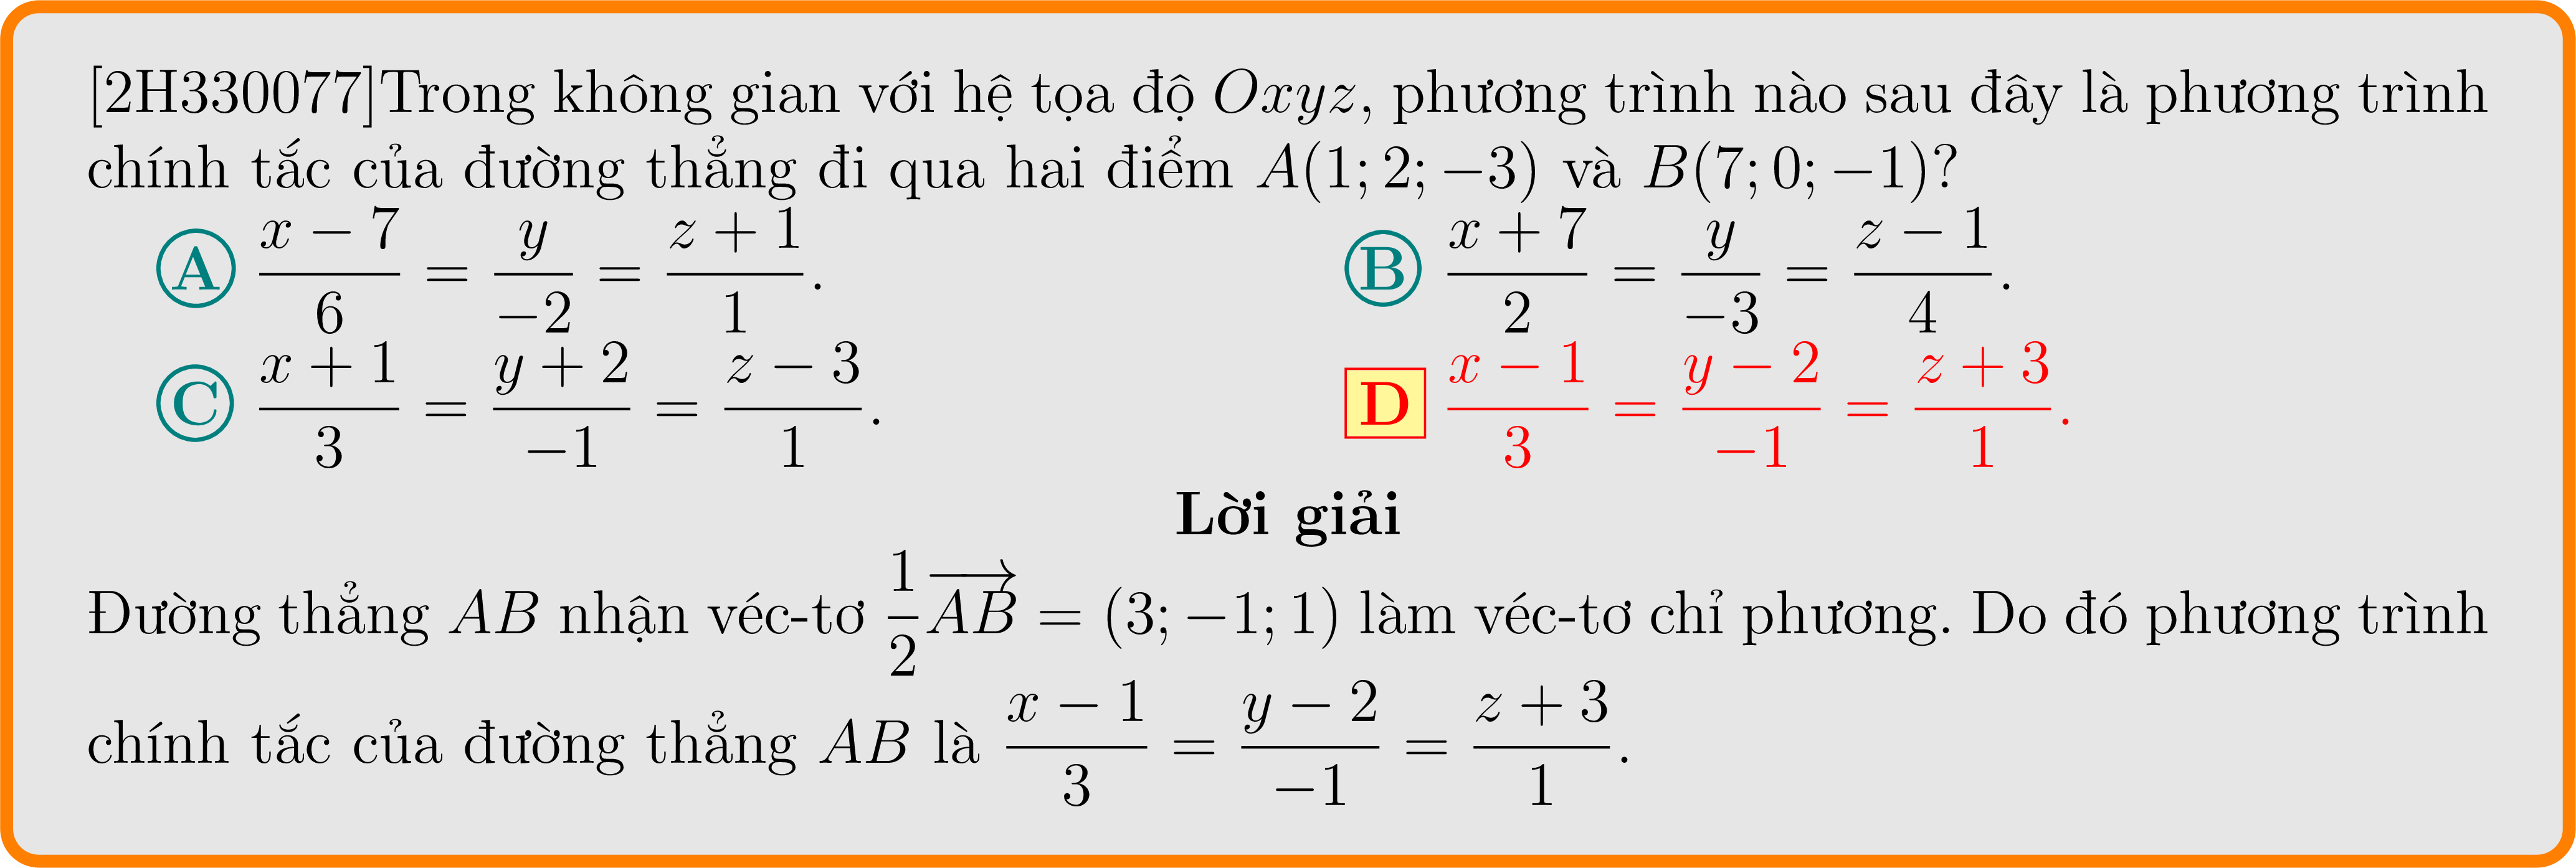 [2H330077]Trong không gian với hệ tọa độ Oxyz, phương trình nào sau đây là phương trình
chính tắc của đường thẳng đi qua hai điểm A(1; 2; −3) và B(7; 0; −1)?
A $\frac{x-7}{6} = \frac{y}{-2} = \frac{z+1}{1}$. B $\frac{x+7}{2} = \frac{y}{-3} = \frac{z-1}{4}$.
C $\frac{x+1}{3} = \frac{y+2}{-1} = \frac{z-3}{1}$. D $\frac{x-1}{3} = \frac{y-2}{-1} = \frac{z+3}{1}$.
Lời giải
Đường thẳng AB nhận véc-tơ $\frac{1}{2}\overrightarrow{AB} = (3; -1; 1)$ làm véc-tơ chỉ phương. Do đó phương trình
chính tắc của đường thẳng AB là $\frac{x-1}{3} = \frac{y-2}{-1} = \frac{z+3}{1}$.